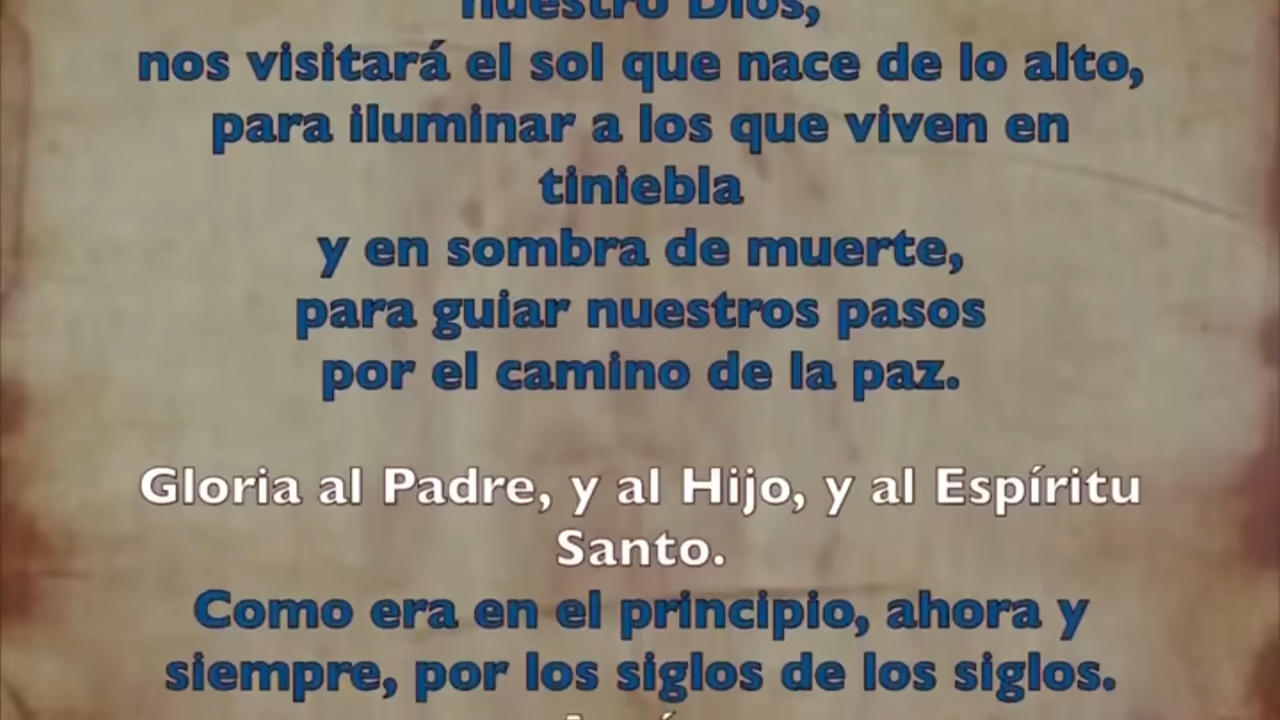 nuestro Dios,
nos visitará el sol que nace de lo alto,
para iluminar a los que viven en
tiniebla
y en sombra de muerte,
para guiar nuestros pasos
por el camino de la paz.
Gloria al Padre, y al Hijo, y al Espíritu
Santo.
Como era en el principio, ahora y
siempre, por los siglos de los siglos.